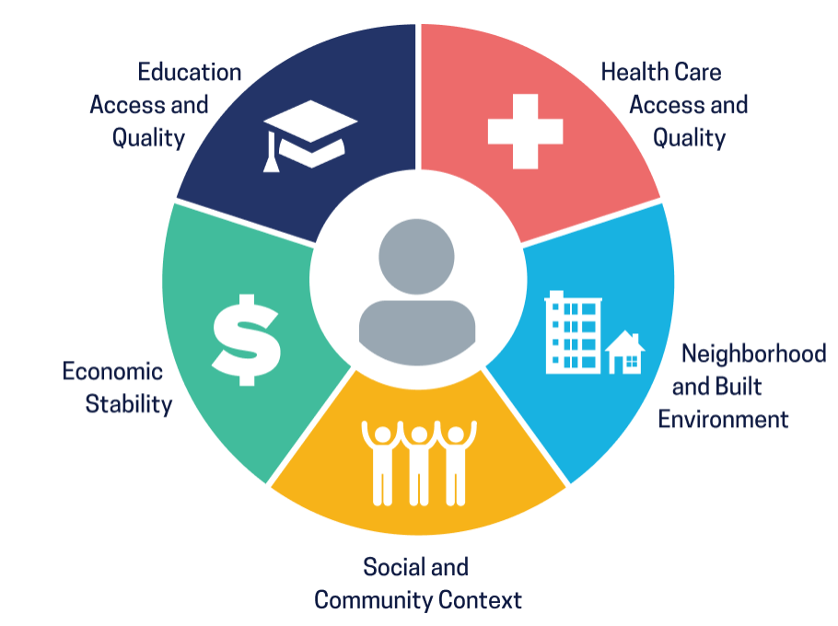 Education
Access and
Quality
Health Care
Access and
Quality
Economic
Stability
Neighborhood
and Built
Environment
Social and
Community Context